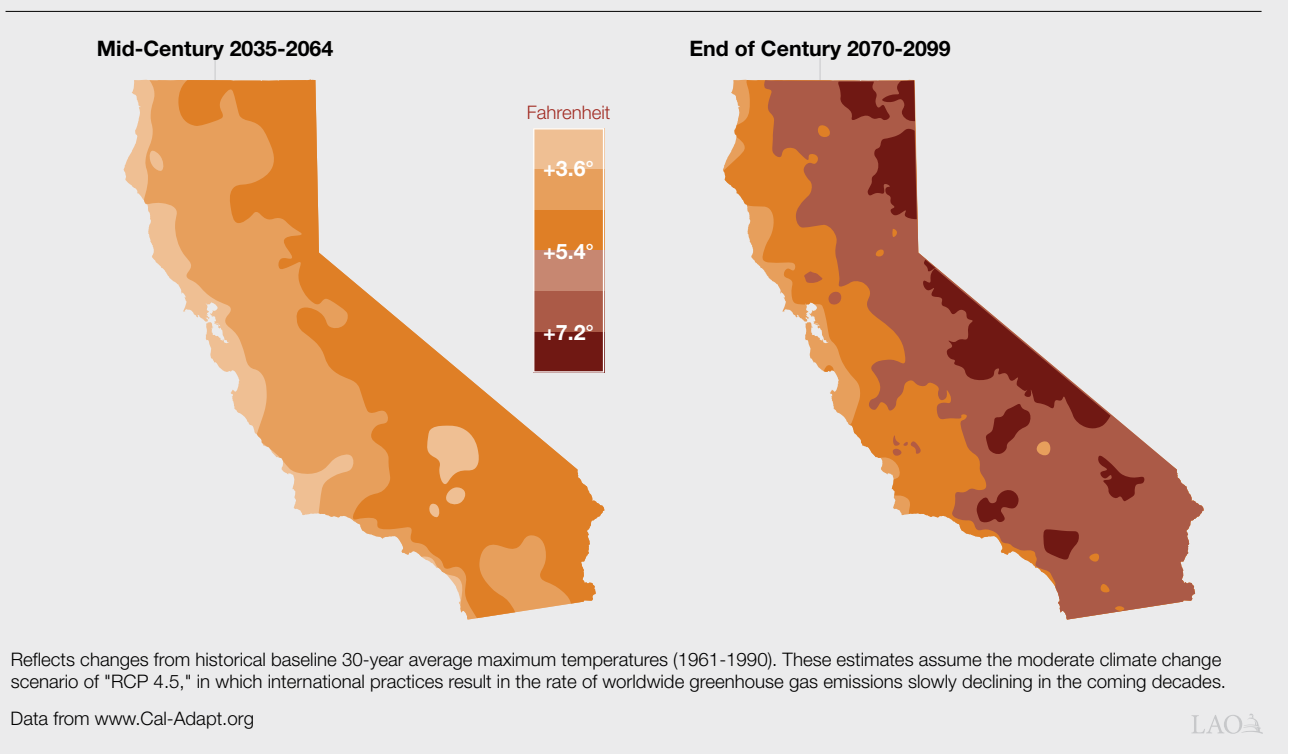 Mid-Century 2035-2064
End of Century 2070-2099
Fahrenheit
+3.6°
+5.4°
+7.2°
Reflects changes from historical baseline 30-year average maximum temperatures (1961-1990). These estimates assume the moderate climate change
scenario of "RCP 4.5," in which international practices result in the rate of worldwide greenhouse gas emissions slowly declining in the coming decades.
Data from www.Cal-Adapt.org
LAO